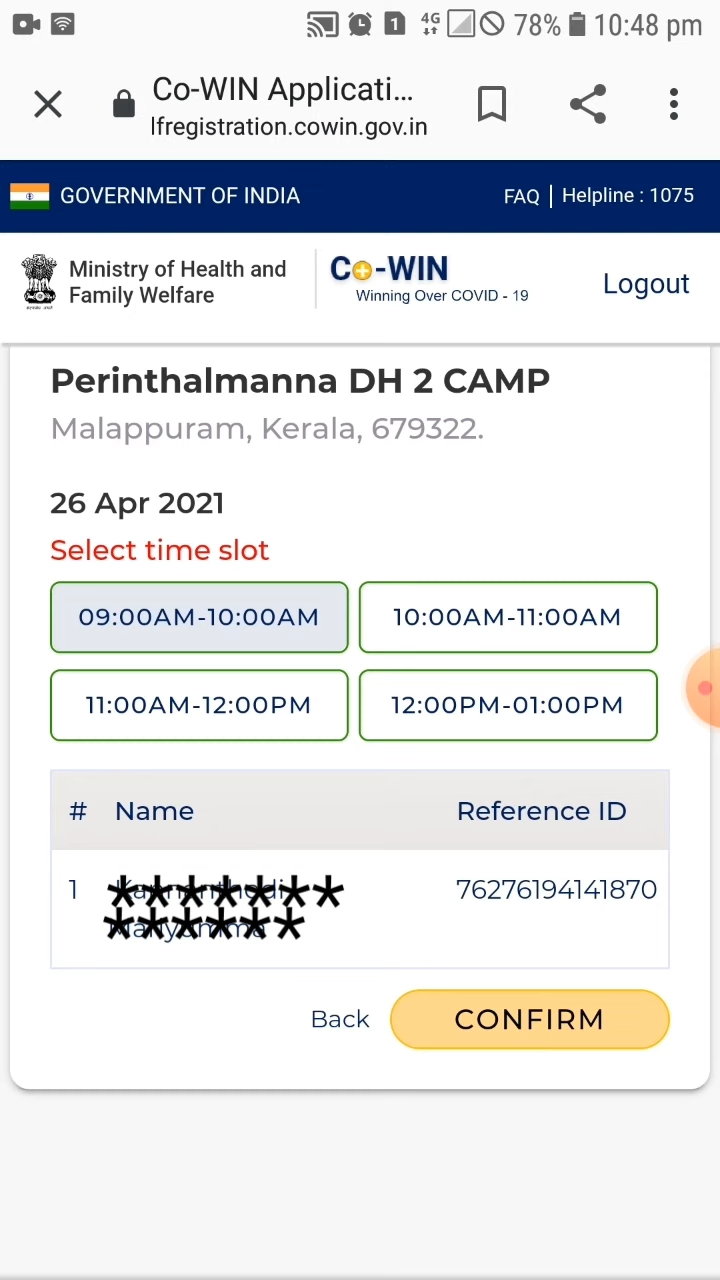 4G 78% 10:48 pm
Co-WIN Applicati...
lfregistration.cowin.gov.in
GOVERNMENT OF INDIA FAQ | Helpline : 1075
Ministry of Health and
Family Welfare
Co-WIN
Winning Over COVID - 19
Logout
Perinthalmanna DH 2 CAMP
Malappuram, Kerala, 679322.
26 Apr 2021
Select time slot
09:00AM-10:00AM 10:00AM-11:00AM
11:00AM-12:00PM 12:00PM-01:00PM
# Name Reference ID
1 76276194141870
Back CONFIRM